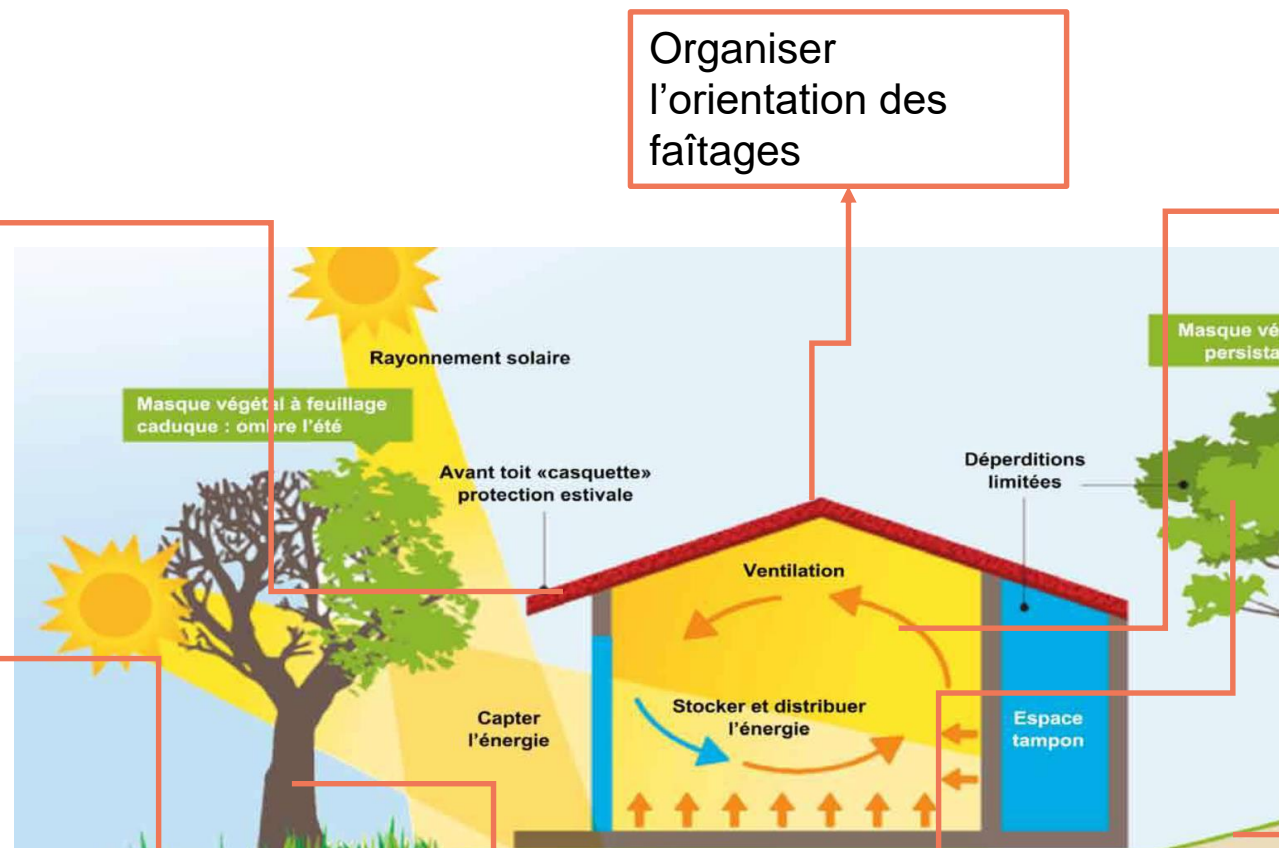 Organiser
l’orientation des
faîtages
Rayonnement solaire
Masque végétal à feuillage
caduque : ombre l’été
Avant toit «casquette»
protection estivale
Déperditions
limitées
Masque
Ventilation
Stocker et distribuer
l’énergie
Capter
l’énergie
Espace
tampon